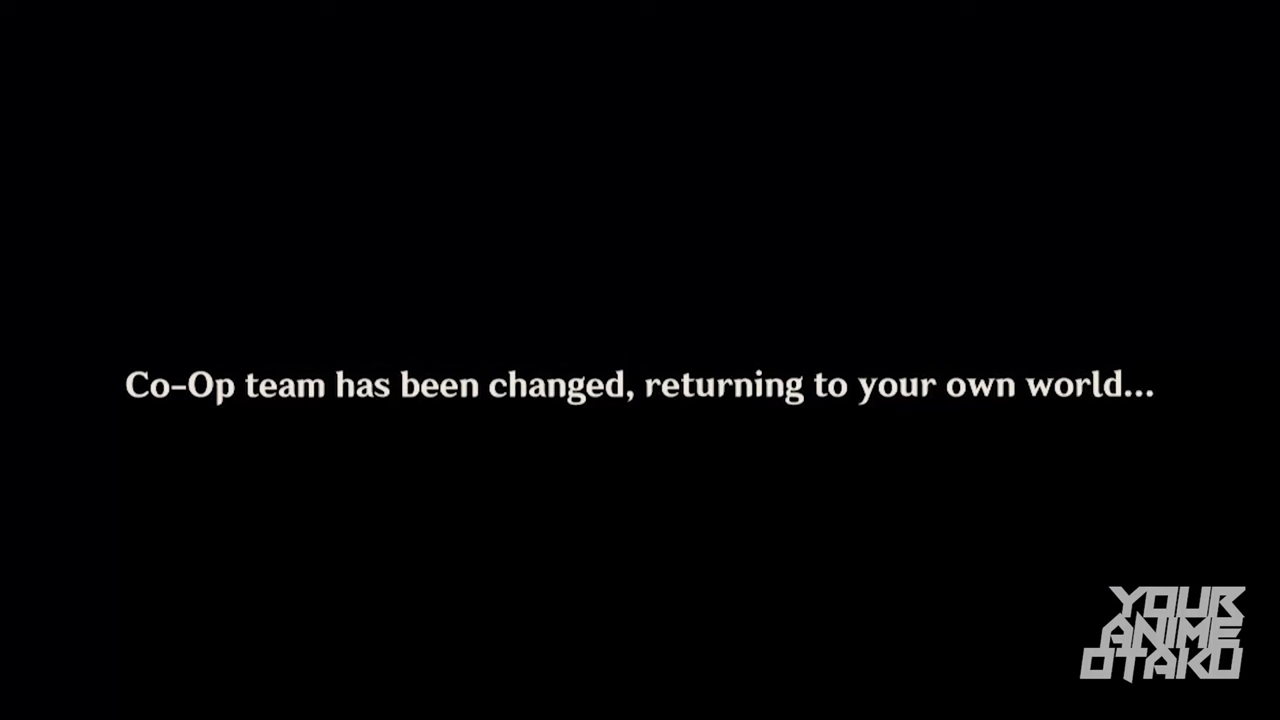 Co-Op team has been changed, returning to your own world...
YOUR
ANIME
OTAKU